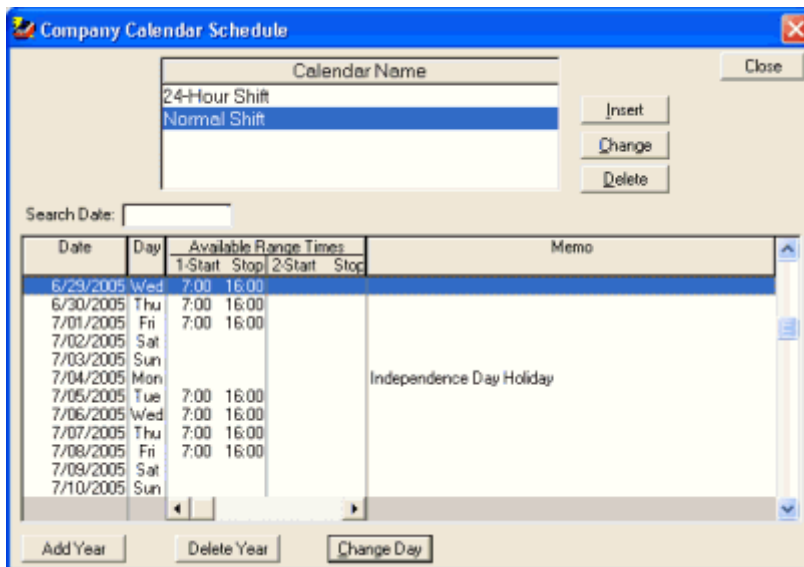 Company Calendar Schedule
Close
Calendar Name
24-Hour Shift
Normal Shift
Insert
Change
Delete
Search Date:
Date Day Available Range Times Memo
1-Start Stop 2-Start Stop
6/29/2005 Wed 7:00 16:00
6/30/2005 Thu 7:00 16:00
7/01/2005 Fri 7:00 16:00
7/02/2005 Sat
7/03/2005 Sun
7/04/2005 Mon Independence Day Holiday
7/05/2005 Tue 7:00 16:00
7/06/2005 Wed 7:00 16:00
7/07/2005 Thu 7:00 16:00
7/08/2005 Fri 7:00 16:00
7/09/2005 Sat
7/10/2005 Sun
Add Year Delete Year Change Day